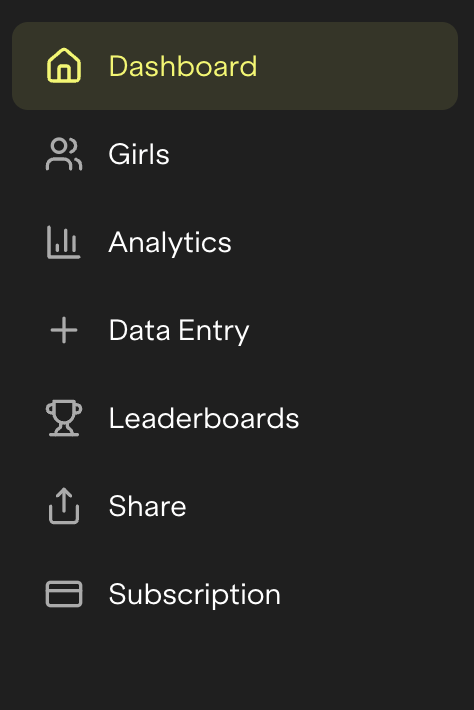 Dashboard
Girls
Analytics
Data Entry
Leaderboards
Share
Subscription